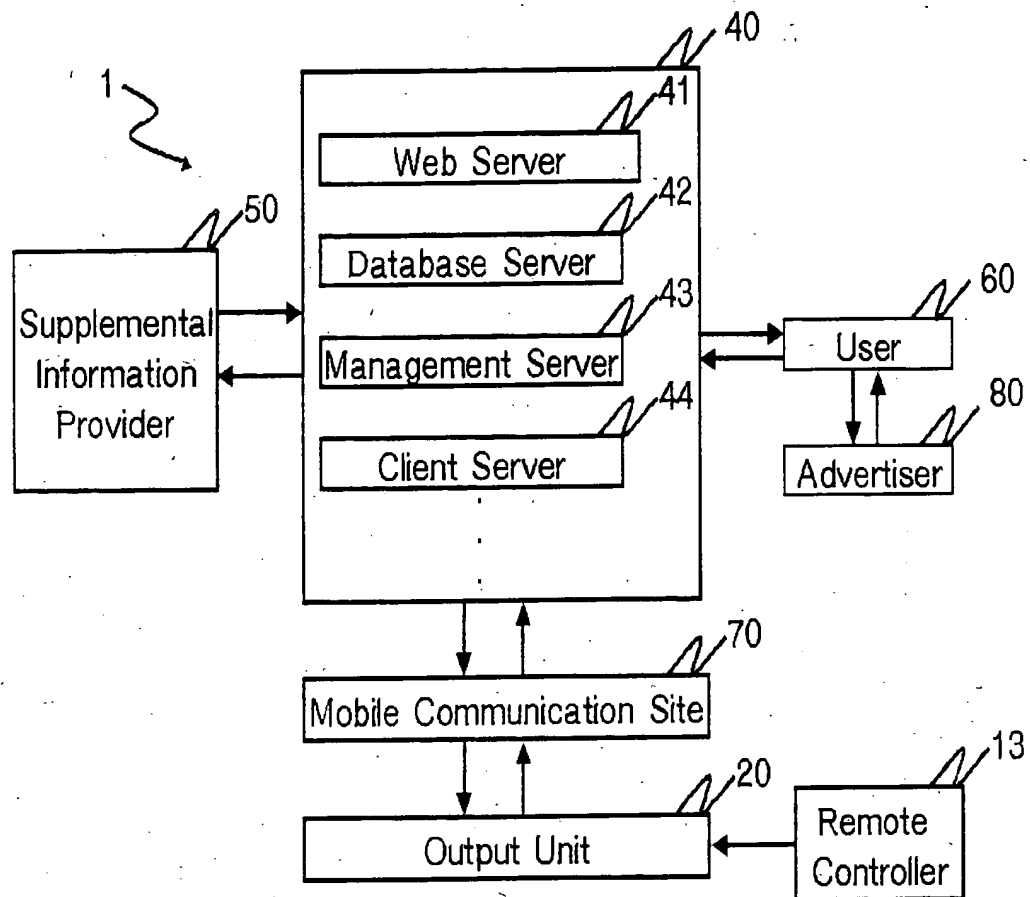 40
1
41
Web Server
50
42
Database Server
Supplemental
Information
Provider
43
Management Server
60
User
44
Client Server
80
Advertiser
70
Mobile Communication Site
20
Output Unit
13
Remote
Controller